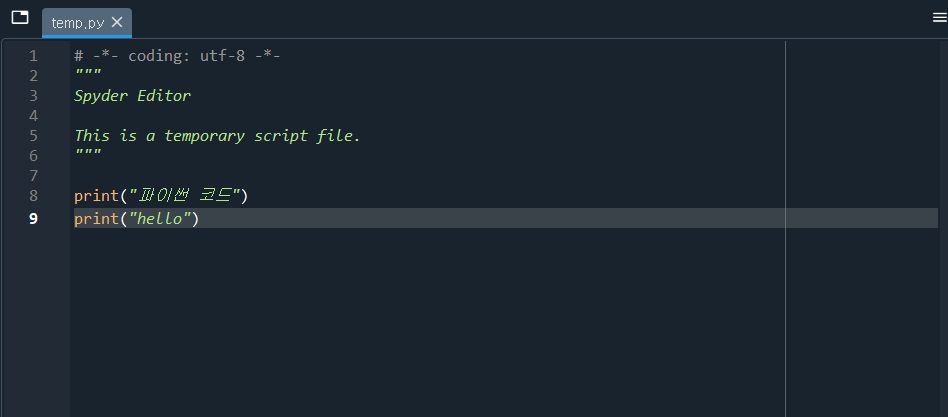 temp.py
1 # -*- coding: utf-8 -*-
2 """
3 Spyder Editor
4
5 This is a temporary script file.
6 """
7
8 print("파이썬 코드")
9 print("hello")